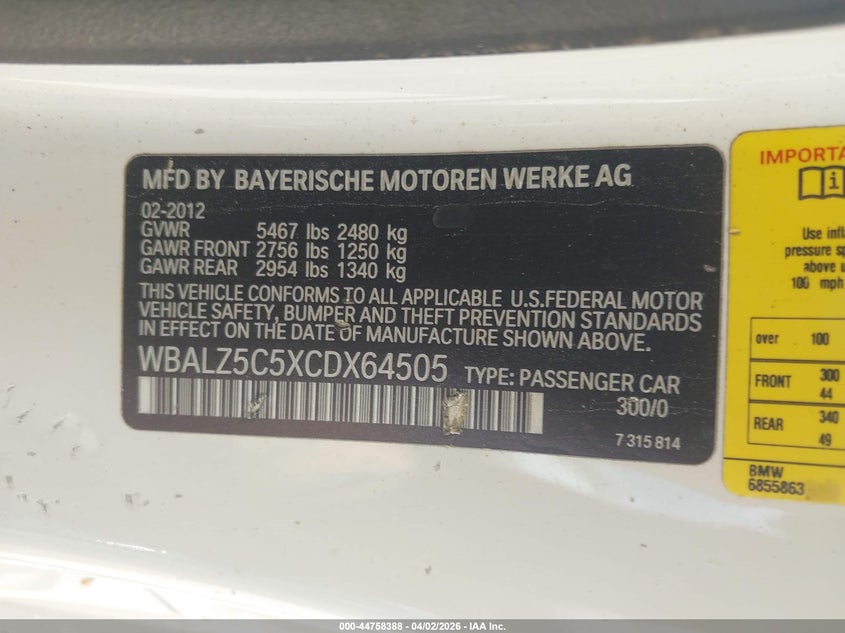 MFD BY BAYERISCHE MOTOREN WERKE AG
02-2012
GVWR 5467 lbs 2480 kg
GAWR FRONT 2756 lbs 1250 kg
GAWR REAR 2954 lbs 1340 kg
THIS VEHICLE CONFORMS TO ALL APPLICABLE U.S.FEDERAL MOTOR
VEHICLE SAFETY, BUMPER AND THEFT PREVENTION STANDARDS
IN EFFECT ON THE DATE OF MANUFACTURE SHOWN ABOVE.
WBALZ5C5XCDX64505 TYPE: PASSENGER CAR
300/0
7 315 814
IMPORTA
i
Use infl
pressure sp
above
100 mph
over 100
FRONT 300
44
REAR 340
49
BMW
6855863
000-44758388 | 04/02/2026 | IAA Inc.